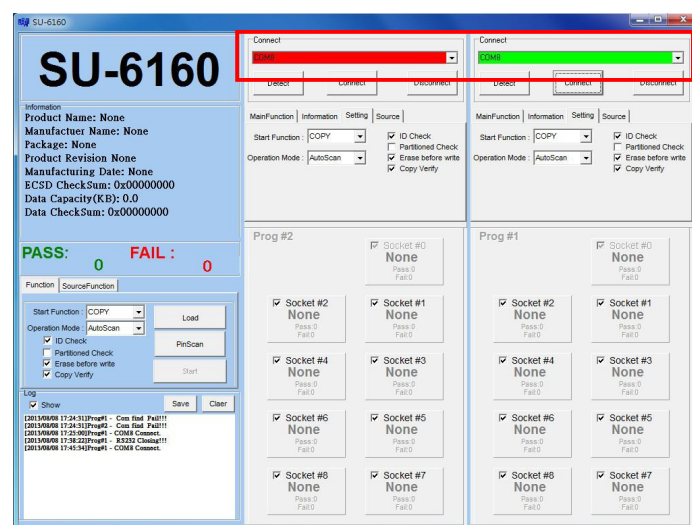 SU-6160
SU-6160
Information
Product Name: None
Manufactuer Name: None
Package: None
Product Revision None
Manufacturing Date: None
ECSD CheckSum: 0x00000000
Data Capacity(KB): 0.0
Data CheckSum: 0x00000000
PASS: 0 FAIL : 0
Function SourceFunction
Start Function : COPY
Load
Operation Mode : AutoScan
ID Check
PinScan
Partitioned Check
Erase before write
Start
Copy Verify
Log
Show Save Claer
[2013/08/08 17:24:31]Prog#1 - Com find Fail!!!
[2013/08/08 17:24:31]Prog#2 - Com find Fail!!!
[2013/08/08 17:25:00]Prog#1 - COM8 Connect.
[2013/08/08 17:38:22]Prog#1 - RS232 Closing!!!
[2013/08/08 17:45:34]Prog#1 - COM8 Connect.
Connect
COM8
Detect Connect Disconnect
MainFunction Information Setting Source
Start Function : COPY
ID Check
Partitioned Check
Operation Mode : AutoScan
Erase before write
Copy Verify
Prog #2
Socket #0
None
Pass:0
Fail:0
Socket #2 Socket #1
None None
Pass:0 Pass:0
Fail:0 Fail:0
Socket #4 Socket #3
None None
Pass:0 Pass:0
Fail:0 Fail:0
Socket #6 Socket #5
None None
Pass:0 Pass:0
Fail:0 Fail:0
Socket #8 Socket #7
None None
Pass:0 Pass:0
Fail:0 Fail:0
Connect
COM8
Detect Connect Disconnect
MainFunction Information Setting Source
Start Function : COPY
ID Check
Partitioned Check
Operation Mode : AutoScan
Erase before write
Copy Verify
Prog #1
Socket #0
None
Pass:0
Fail:0
Socket #2 Socket #1
None None
Pass:0 Pass:0
Fail:0 Fail:0
Socket #4 Socket #3
None None
Pass:0 Pass:0
Fail:0 Fail:0
Socket #6 Socket #5
None None
Pass:0 Pass:0
Fail:0 Fail:0
Socket #8 Socket #7
None None
Pass:0 Pass:0
Fail:0 Fail:0